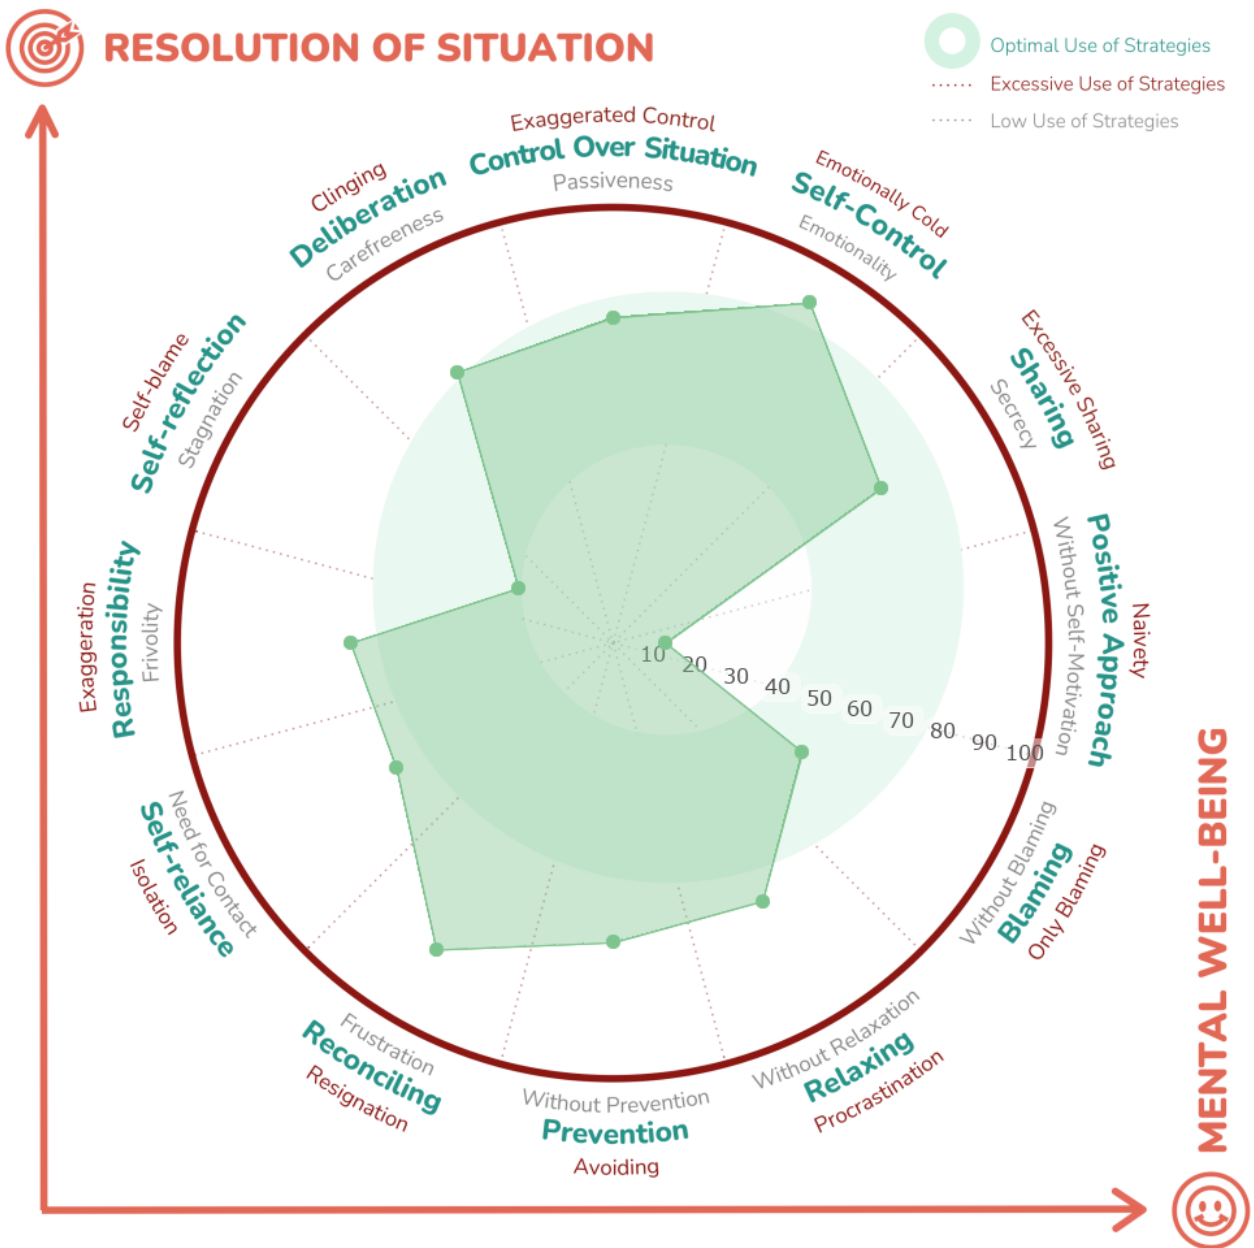 RESOLUTION OF SITUATION
Optimal Use of Strategies
Excessive Use of Strategies
Low Use of Strategies
Exaggerated Control
Control Over Situation
Passiveness
Emotionally Cold
Self-Control
Emotionality
Excessive Sharing
Sharing
Secrecy
Naivety
Positive Approach
Without Self-Motivation
Without Blaming
Blaming
Only Blaming
Without Relaxation
Relaxing
Procrastination
Without Prevention
Prevention
Avoiding
Frustration
Reconciling
Resignation
Need for Contact
Self-reliance
Isolation
Exaggeration
Responsibility
Frivolity
Self-blame
Self-reflection
Stagnation
Clinging
Deliberation
Carefreeness
10
20
30
40
50
60
70
80
90
100
MENTAL WELL-BEING